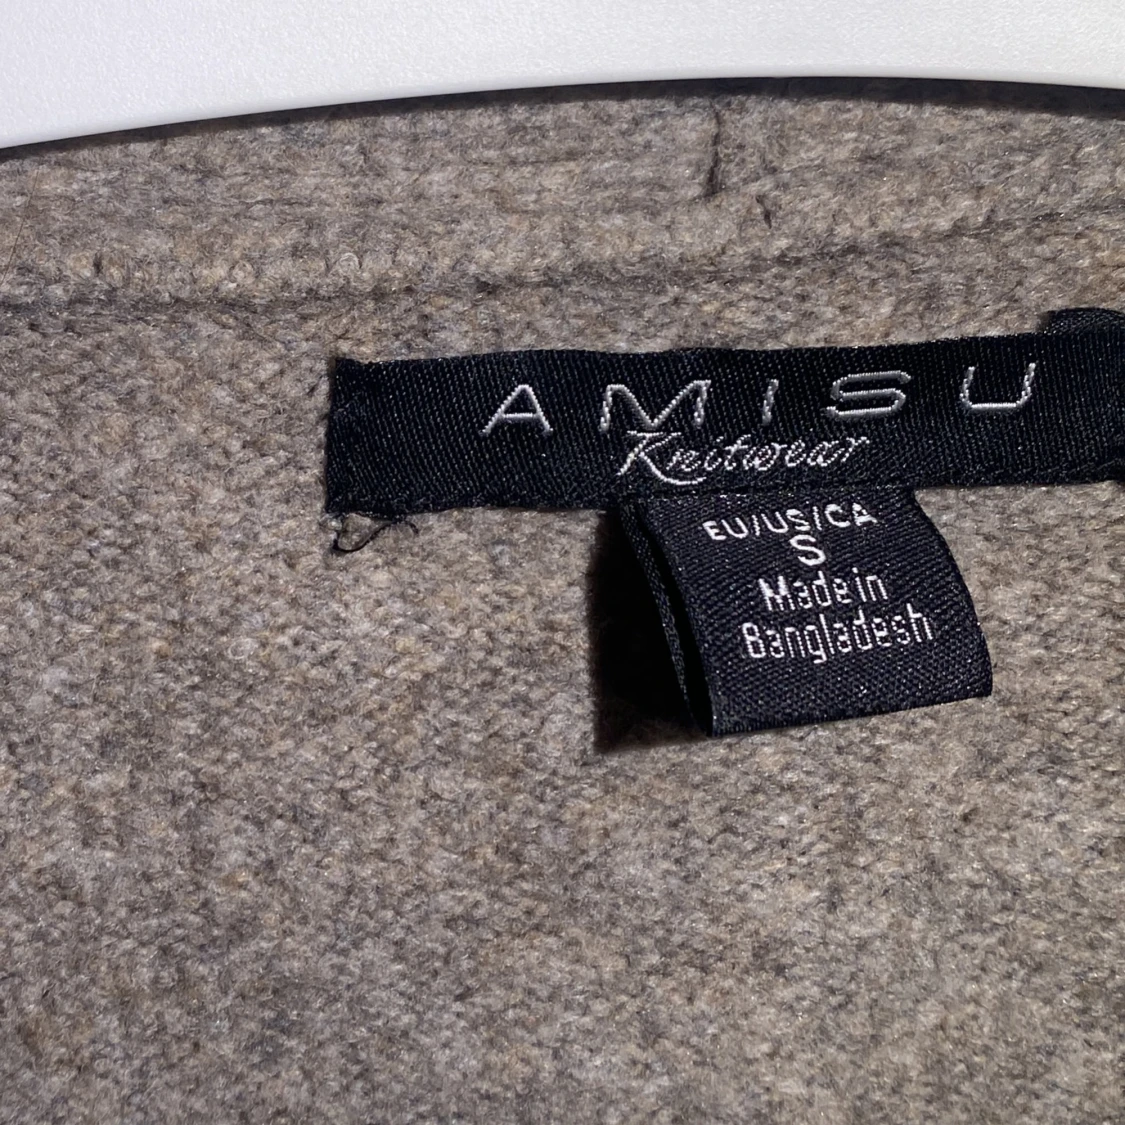 AMISU
Knitwear
EU/US/CA
S
Made in
Bangladesh